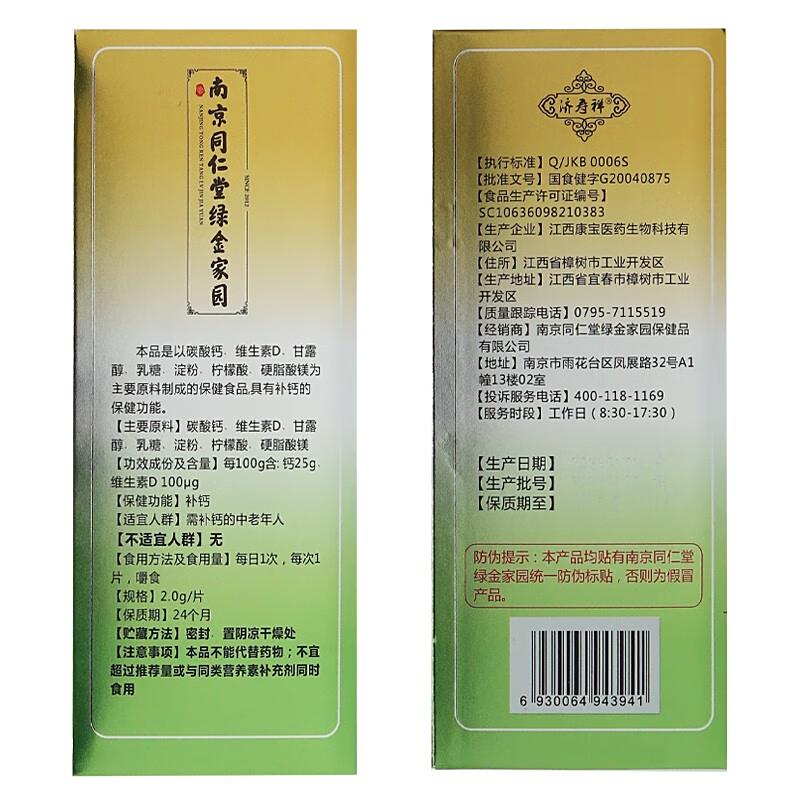 南京同仁堂绿金家园
NANJING TONG REN TANG LV JIN JIA YUAN
SINCE 2012
本品是以碳酸钙、维生素D、甘露
醇、乳糖、淀粉、柠檬酸、硬脂酸镁为
主要原料制成的保健食品,具有补钙的
保健功能。
【主要原料】碳酸钙、维生素D、甘露
醇、乳糖、淀粉、柠檬酸、硬脂酸镁
【功效成份及含量】每100g含: 钙25g、
维生素D 100μg
【保健功能】补钙
【适宜人群】需补钙的中老年人
【不适宜人群】无
【食用方法及食用量】每日1次，每次1
片，嚼食
【规格】2.0g/片
【保质期】24个月
【贮藏方法】密封、置阴凉干燥处
【注意事项】本品不能代替药物；不宜
超过推荐量或与同类营养素补充剂同时
食用
济寿祥®
【执行标准】Q/JKB 0006S
【批准文号】国食健字G20040875
【食品生产许可证编号】
SC10636098210383
【生产企业】江西康宝医药生物科技有
限公司
【住所】江西省樟树市工业开发区
【生产地址】江西省宜春市樟树市工业
开发区
【质量跟踪电话】0795-7115519
【经销商】南京同仁堂绿金家园保健品
有限公司
【地址】南京市雨花台区凤展路32号A1
幢13楼02室
【投诉服务电话】400-118-1169
【服务时段】工作日（8:30-17:30）
【生产日期】
【生产批号】
【保质期至】
防伪提示：本产品均贴有南京同仁堂
绿金家园统一防伪标贴，否则为假冒
产品。
6 930064 943941